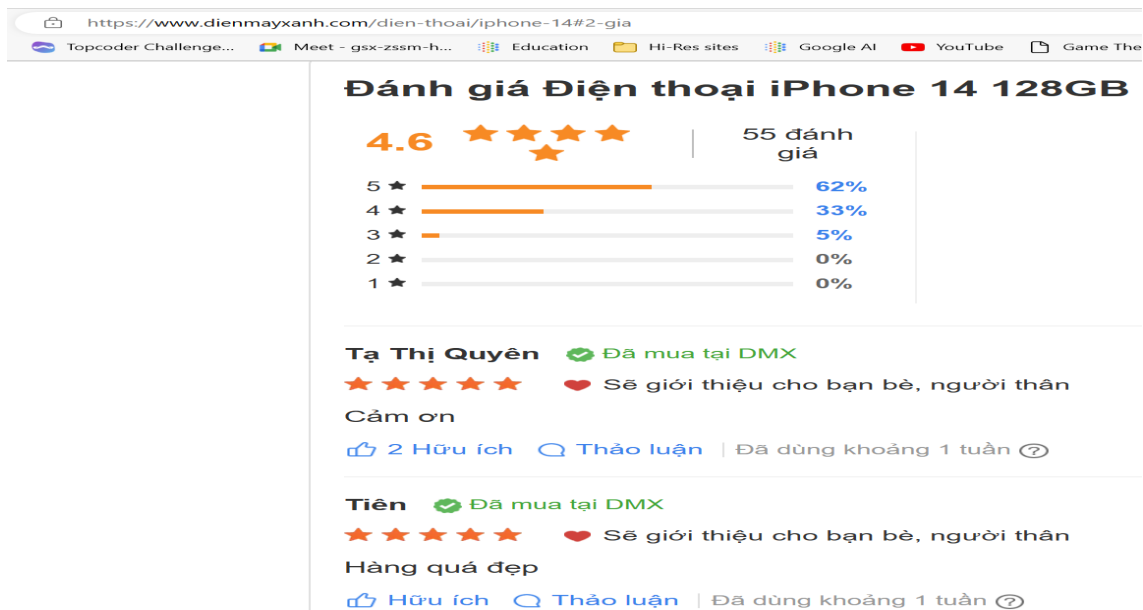 https://www.dienmayxanh.com/dien-thoai/iphone-14#2-gia
Topcoder Challenge... Meet - gsx-zssm-h... Education Hi-Res sites Google AI YouTube Game The
Đánh giá Điện thoại iPhone 14 128GB
4.6 55 đánh
giá
5 62%
4 33%
3 5%
2 0%
1 0%
Tạ Thị Quyên Đã mua tại DMX
Sẽ giới thiệu cho bạn bè, người thân
Cảm ơn
2 Hữu ích Thảo luận Đã dùng khoảng 1 tuần ?
Tiên Đã mua tại DMX
Sẽ giới thiệu cho bạn bè, người thân
Hàng quá đẹp
Hữu ích Thảo luận Đã dùng khoảng 1 tuần ?